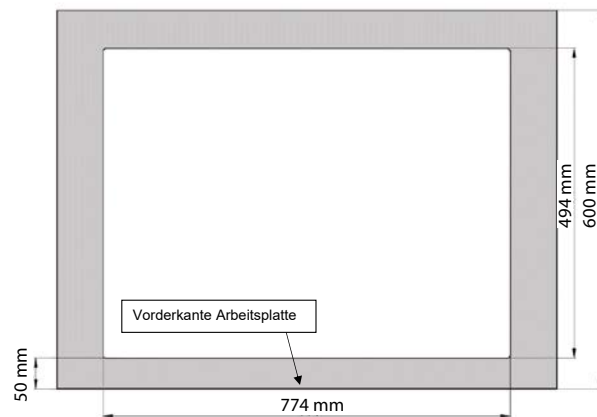 494 mm
600 mm
Vorderkante Arbeitsplatte
50 mm
774 mm